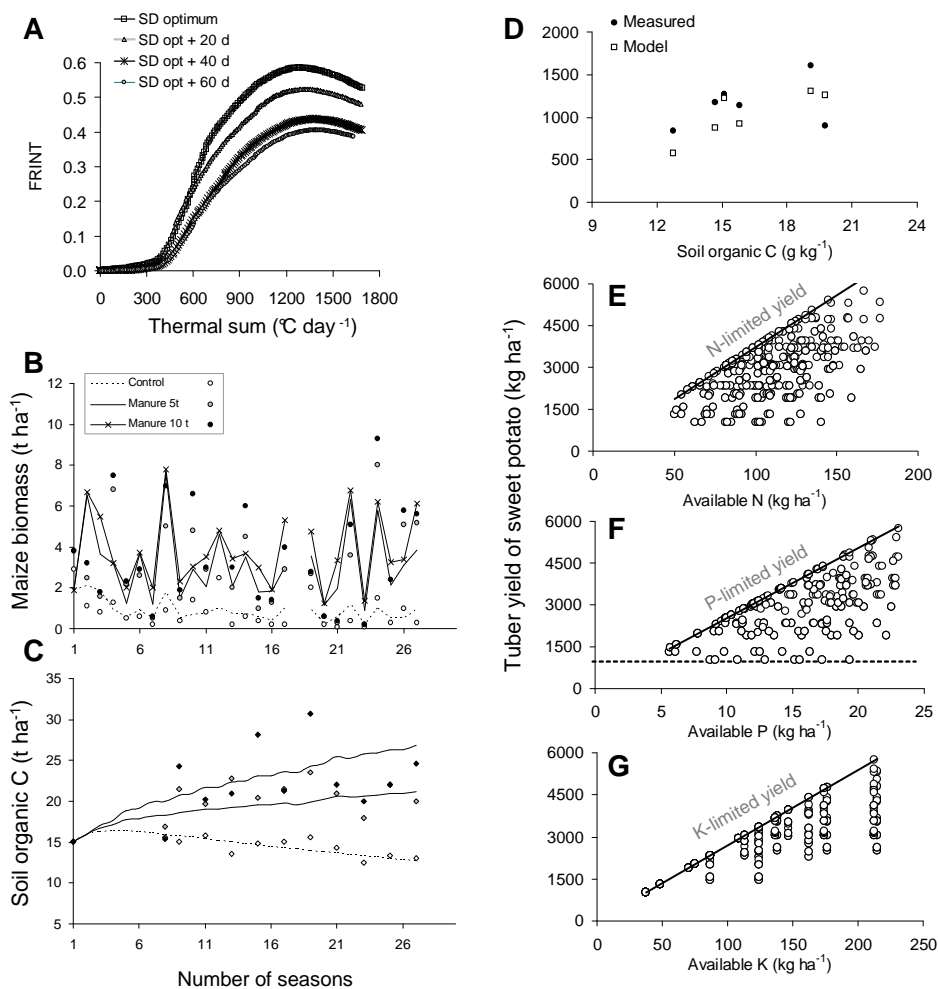 A
SD optimum
SD opt + 20 d
SD opt + 40 d
SD opt + 60 d
0.6
0.5
0.4
0.3
0.2
0.1
0.0
FRINT
0 300 600 900 1200 1500 1800
Thermal sum (°C day -1)
B
Control
Manure 5t
Manure 10 t
12
10
8
6
4
2
0
Maize biomass (t ha-1)
1 6 11 16 21 26
C
35
30
25
20
15
10
5
Soil organic C (t ha-1)
1 6 11 16 21 26
Number of seasons
D
Measured
Model
2000
1500
1000
500
0
9 12 15 18 21 24
Soil organic C (g kg-1)
Tuber yield of sweet potato (kg ha-1)
E
N-limited yield
6000
4500
3000
1500
0
0 50 100 150 200
Available N (kg ha-1)
F
P-limited yield
6000
4500
3000
1500
0
0 5 10 15 20 25
Available P (kg ha-1)
G
K-limited yield
6000
4500
3000
1500
0
0 50 100 150 200 250
Available K (kg ha-1)